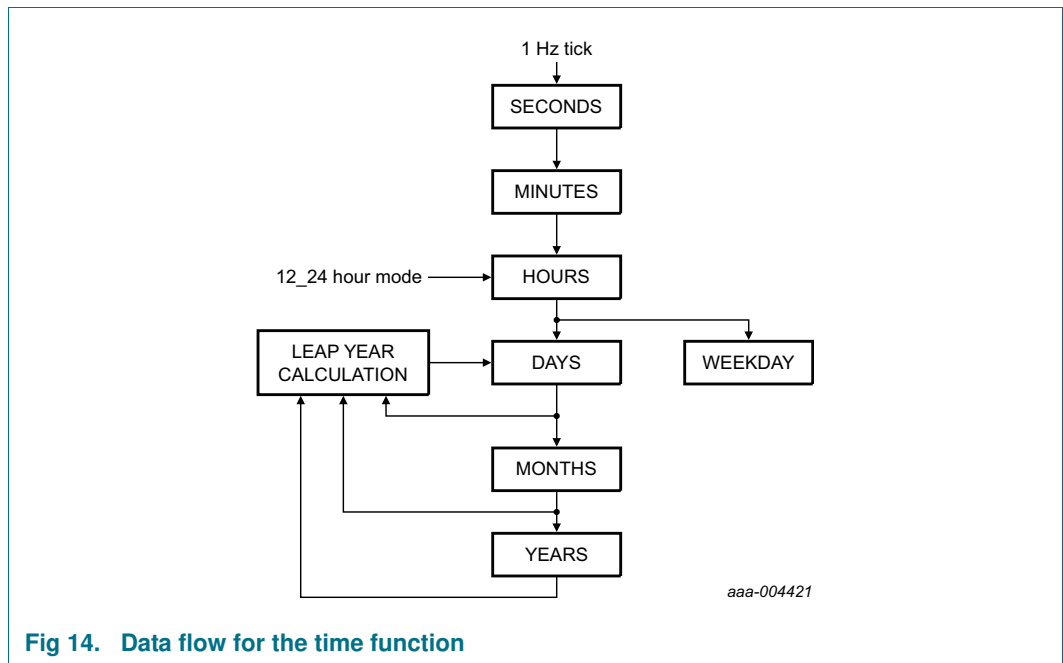 1 Hz tick
SECONDS
MINUTES
12_24 hour mode
HOURS
LEAP YEAR
CALCULATION
DAYS
WEEKDAY
MONTHS
YEARS
aaa-004421
Fig 14. Data flow for the time function